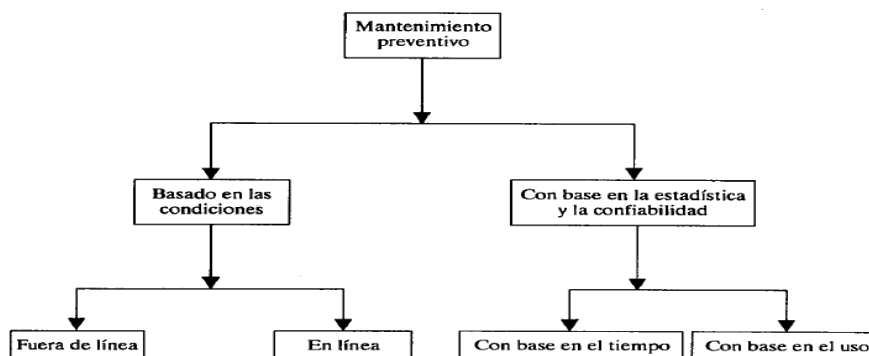 Mantenimiento
preventivo
Basado en las
condiciones
Con base en la estadística
y la confiabilidad
Fuera de línea
En línea
Con base en el tiempo
Con base en el uso